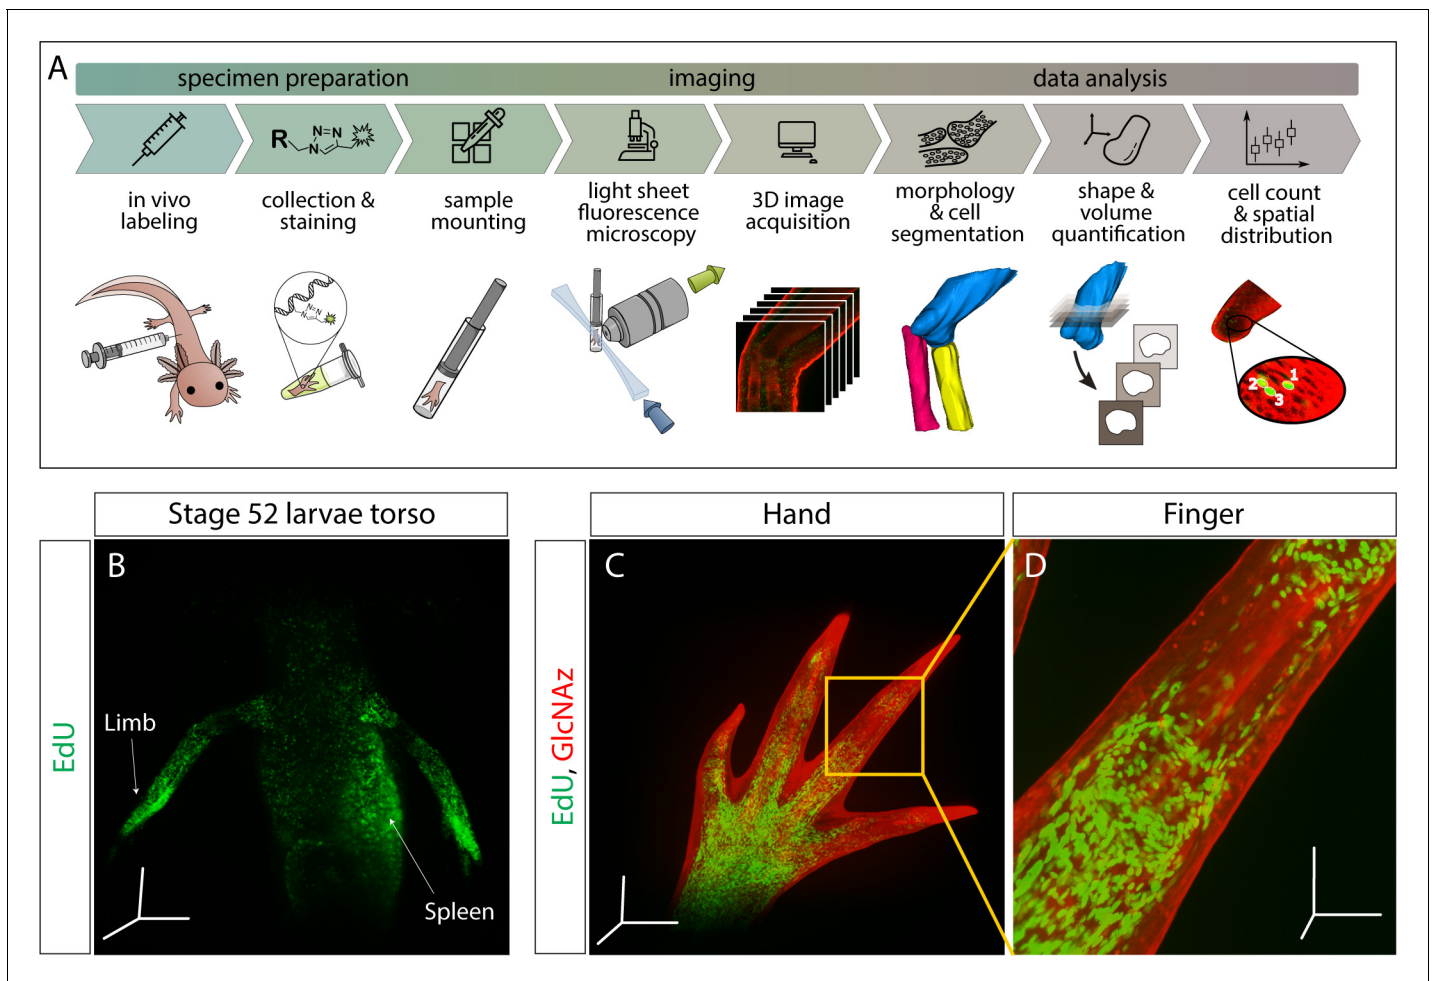 A
specimen preparation
imaging
data analysis
R
N=N
N
in vivo
labeling
collection &
staining
sample
mounting
light sheet
fluorescence
microscopy
3D image
acquisition
morphology
& cell
segmentation
shape &
volume
quantification
cell count
& spatial
distribution
N=N
N
1
2
3
Stage 52 larvae torso
Hand
Finger
EdU
B
Limb
Spleen
EdU, GlcNAz
C
D